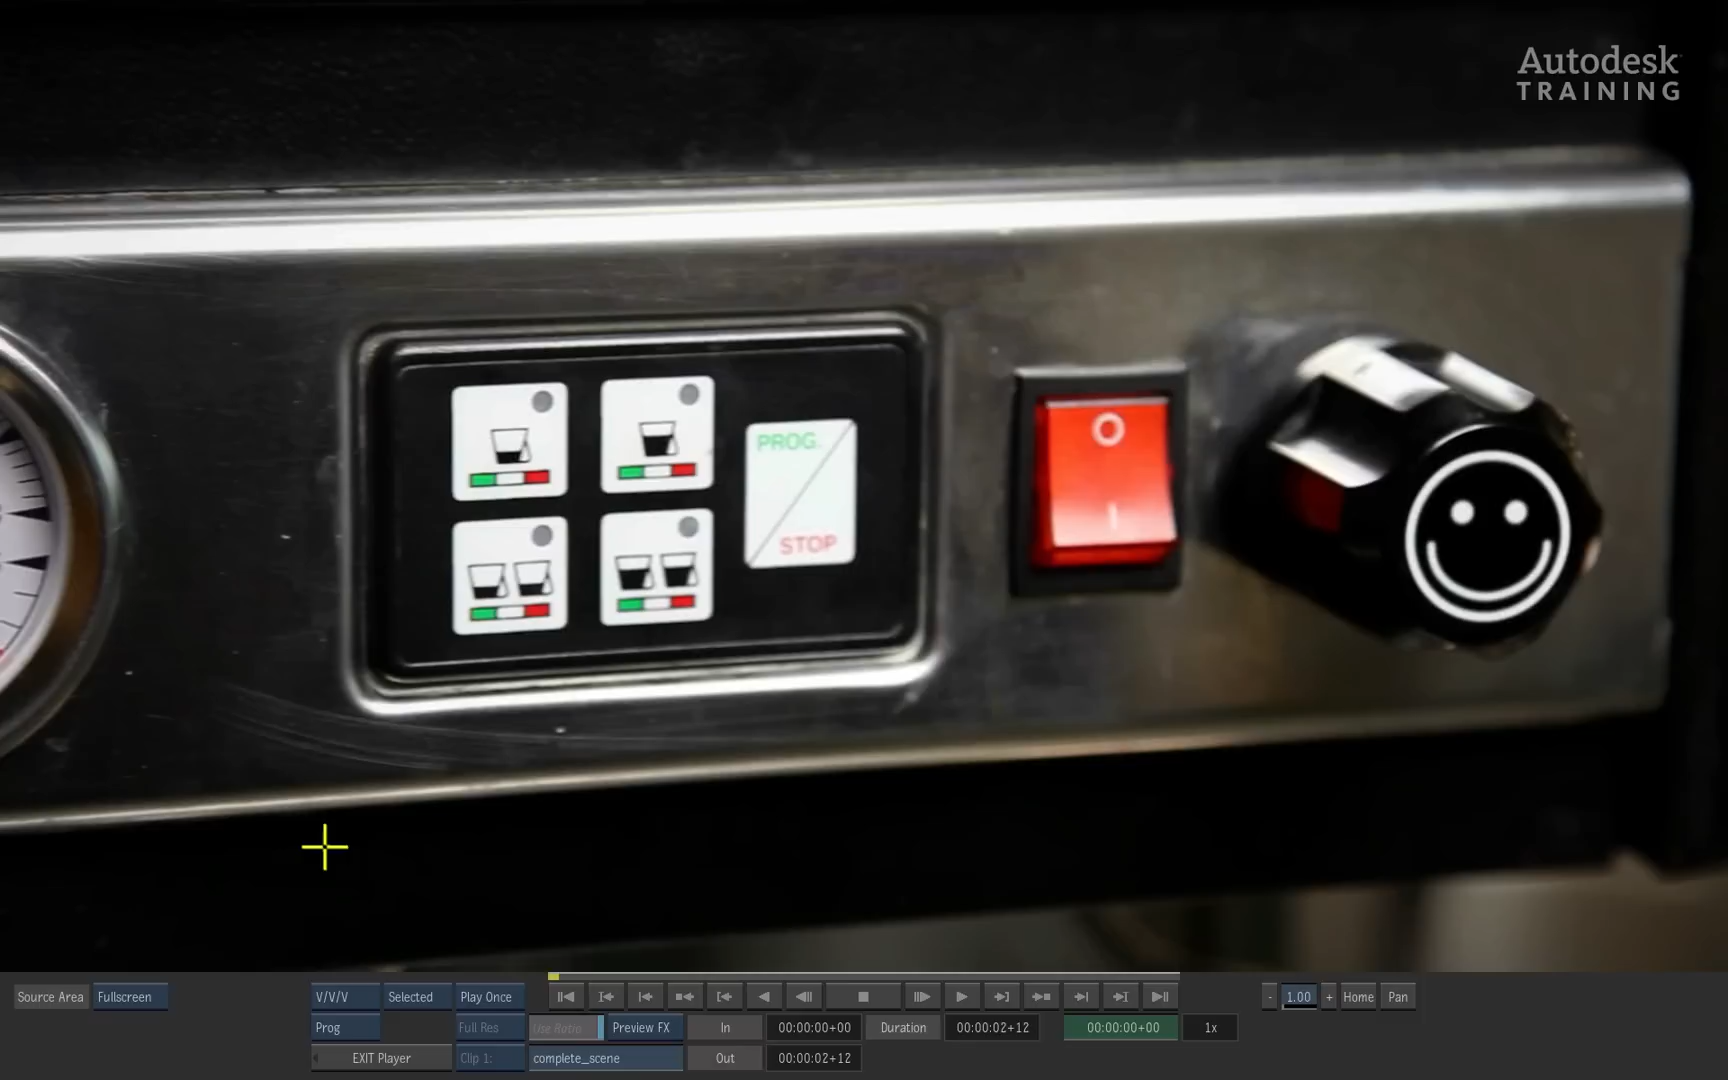 Autodesk
TRAINING
PROG.
STOP
O
I
Source Area
Fullscreen
V/V/V
Selected
Play Once
- 1.00 + Home Pan
Prog
Full Res
Use Ratio
Preview FX
In
00:00:00+00
Duration
00:00:02+12
00:00:00+00
1x
EXIT Player
Clip 1:
complete_scene
Out
00:00:02+12